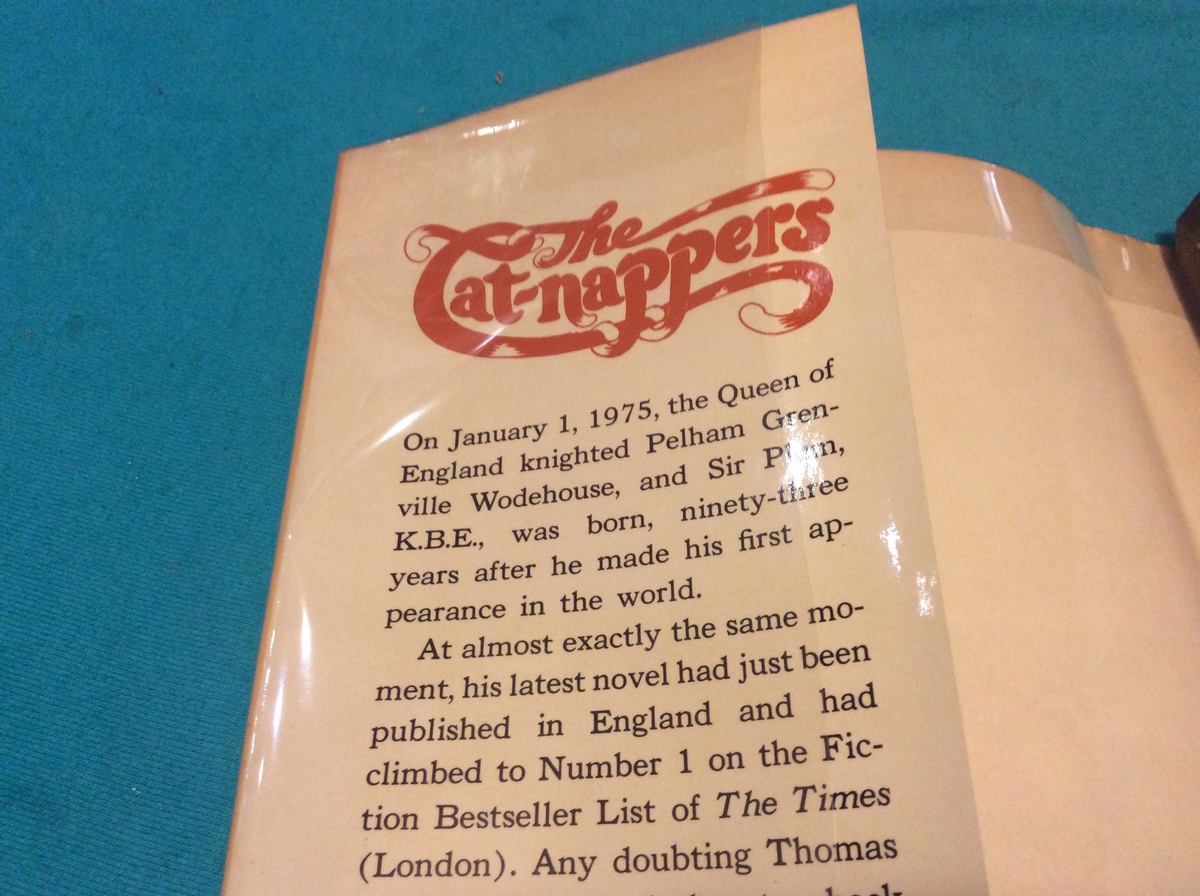 The
Cat-nappers
On January 1, 1975, the Queen of
England knighted Pelham Gren-
ville Wodehouse, and Sir Plum,
K.B.E., was born, ninety-three
years after he made his first ap-
pearance in the world.
At almost exactly the same mo-
ment, his latest novel had just been
published in England and had
climbed to Number 1 on the Fic-
tion Bestseller List of The Times
(London). Any doubting Thomas